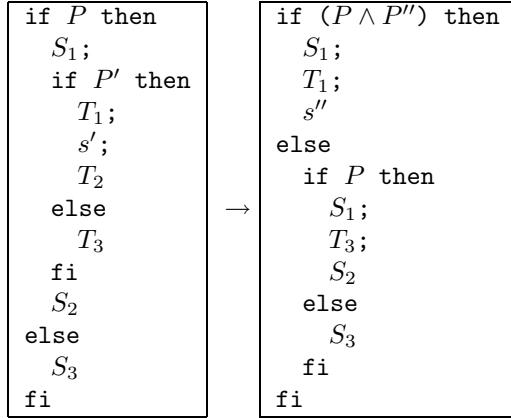 if P then
S₁;
if P′ then
T₁;
s′;
T₂
else
T₃
fi
S₂
else
S₃
fi
→
if (P ∧ P″) then
S₁;
T₁;
s″
else
if P then
S₁;
T₃;
S₂
else
S₃
fi
fi